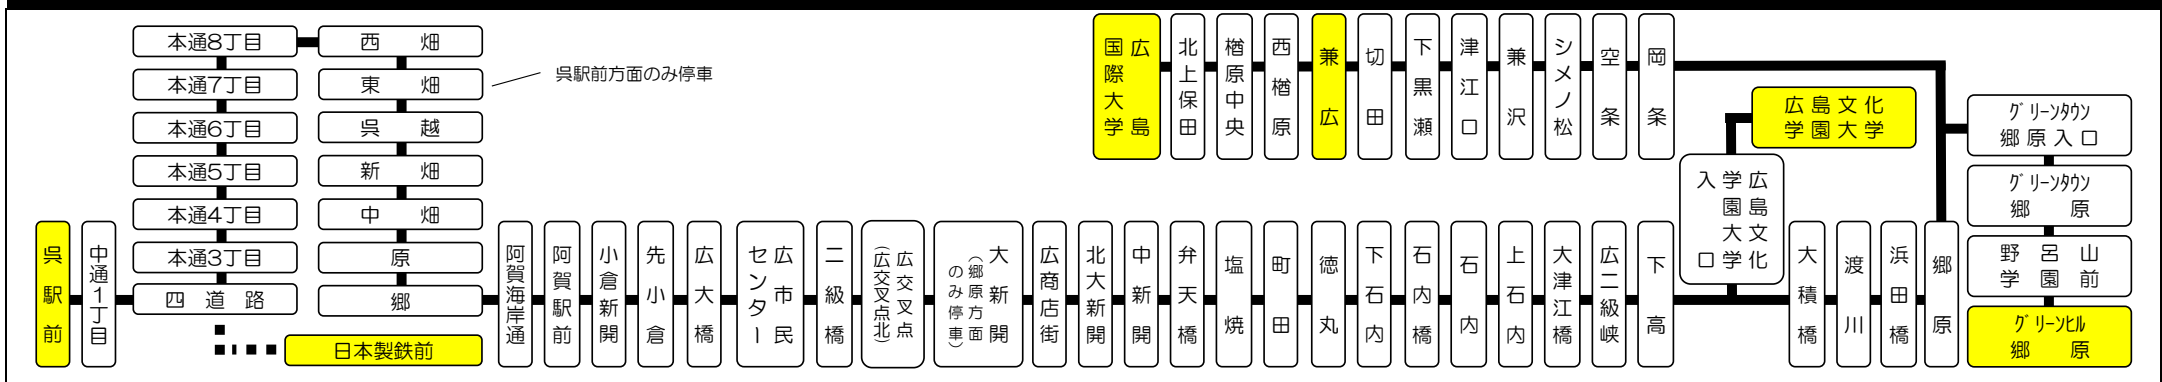 呉駅前
中通1丁目
四道路
本通3丁目
本通4丁目
本通5丁目
本通6丁目
本通7丁目
本通8丁目
西畑
東畑
呉駅前方面のみ停車
呉越
新畑
中畑
原
郷
日本製鉄前
阿賀海岸通
阿賀駅前
小倉新開
先小倉
広大橋
広市民
センター
二級橋
広交叉点
(広交叉点北)
大新開
(郷原方面
のみ停車)
広商店街
北大新開
中新開
弁天橋
塩焼
町田
徳丸
下石内
石内橋
石内
上石内
大津江橋
広二級峡
下高
広島文化
学園大学
入口
広島文化
学園大学
大積橋
渡川
浜田橋
郷原
広島
国際大学
北上保田
楢原中央
西楢原
兼広
切田
下黒瀬
津江口
兼沢
シメノ松
空条
岡条
グリーンタウン
郷原入口
グリーンタウン
郷原
野呂山
学園前
グリーンヒル
郷原